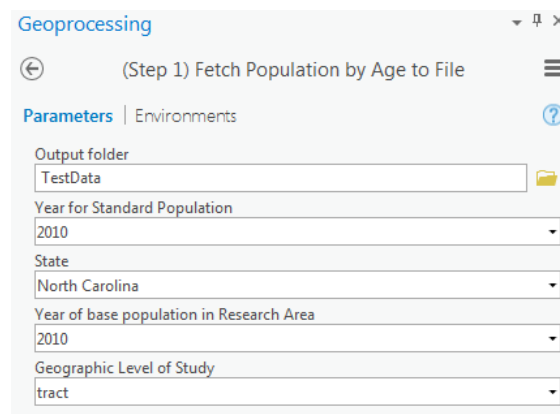 Geoprocessing
(Step 1) Fetch Population by Age to File
Parameters | Environments
Output folder
TestData
Year for Standard Population
2010
State
North Carolina
Year of base population in Research Area
2010
Geographic Level of Study
tract